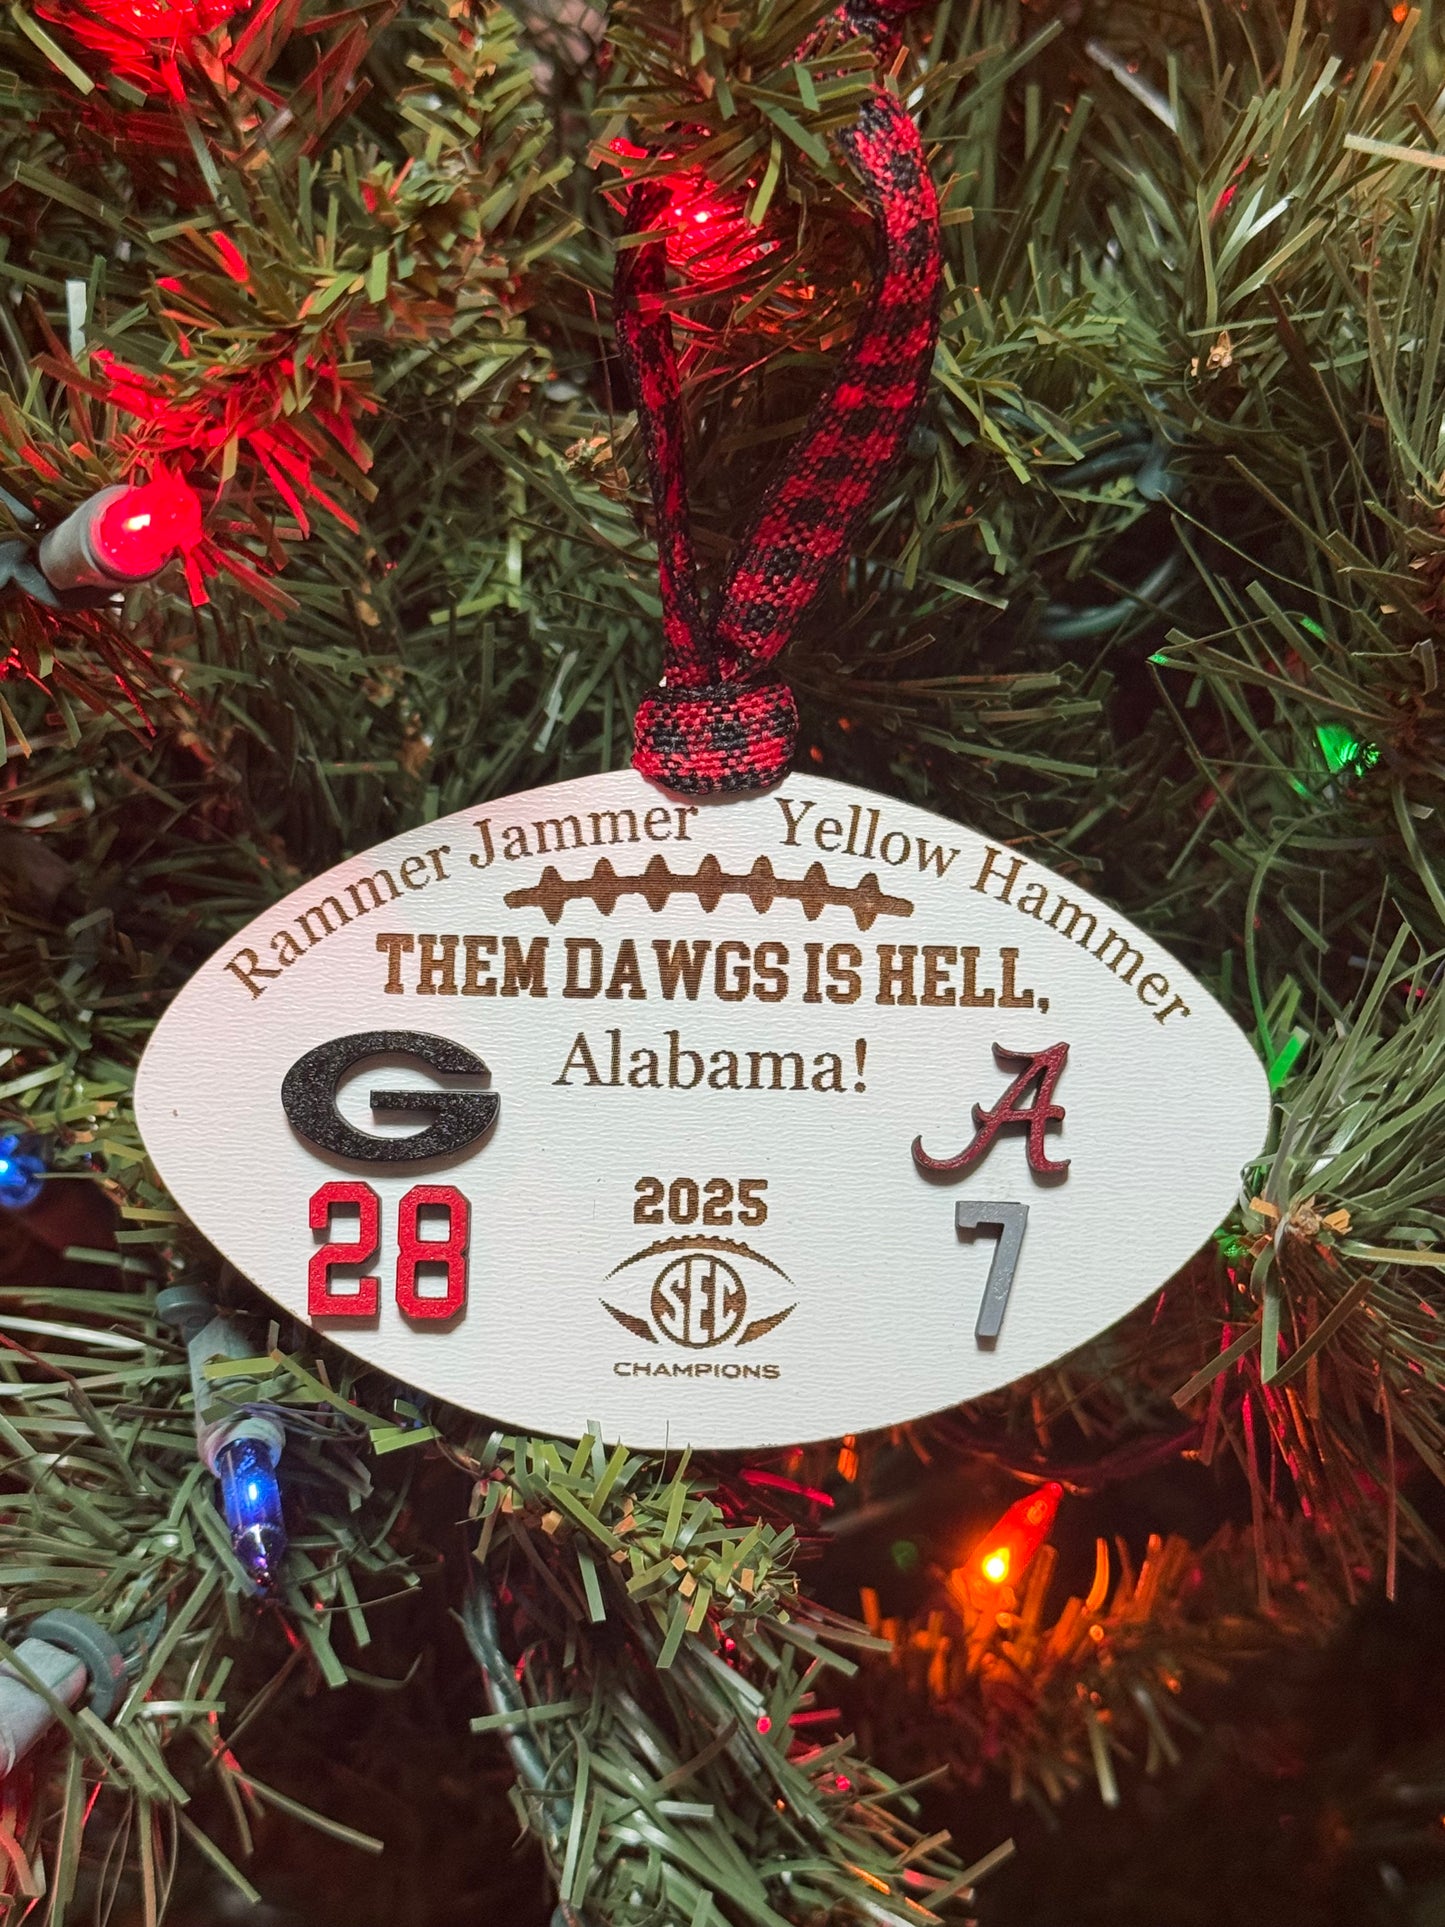 Rammer Jammer Yellow Hammer
THEM DAWGS IS HELL,
Alabama!
G A
28 7
2025
SEC
CHAMPIONS